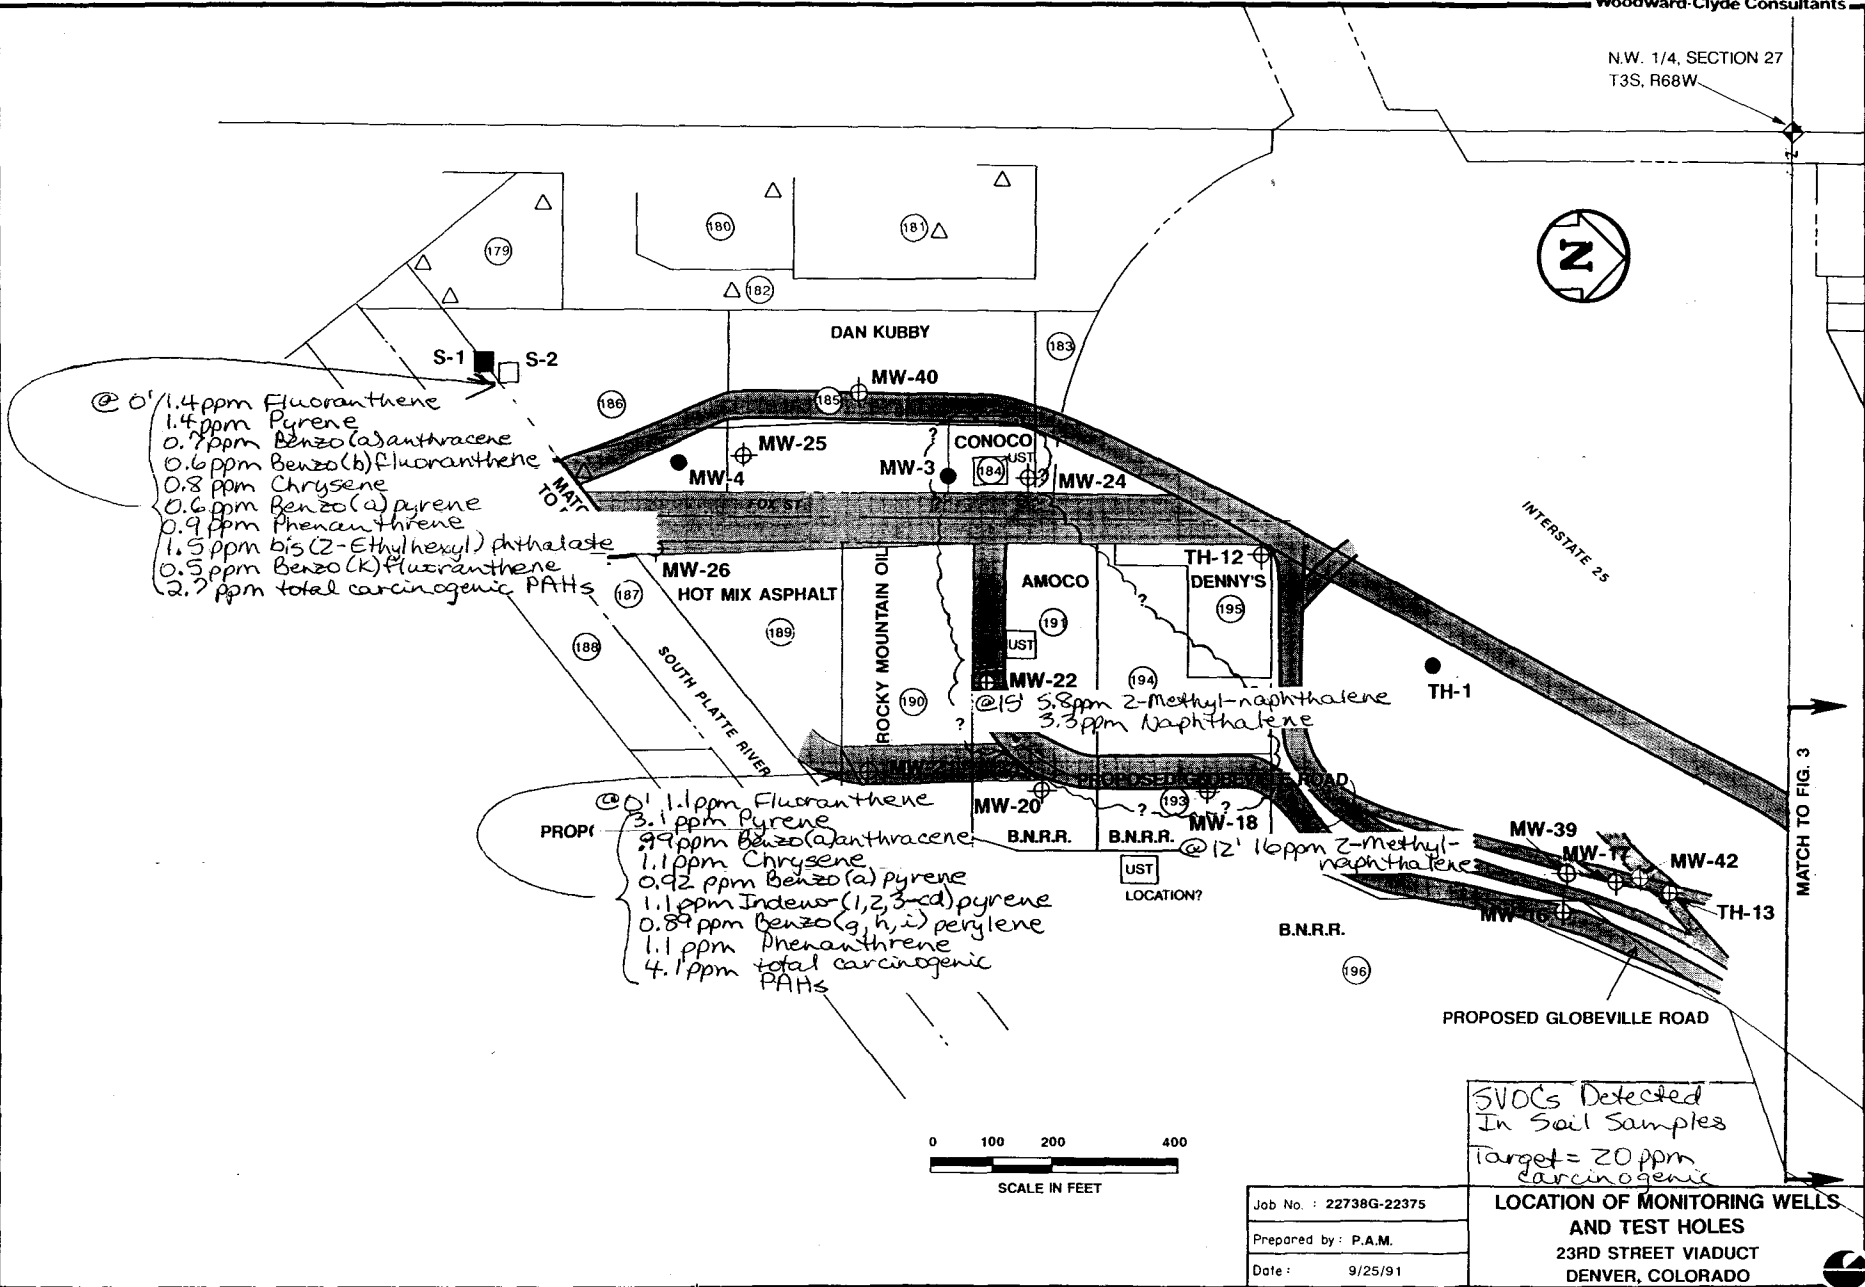 Woodward-Clyde Consultants
N.W. 1/4, SECTION 27
T3S, R68W
N
179
180
181
182
DAN KUBBY
183
S-1
S-2
MW-40
185
186
@ 0' 1.4ppm Fluoranthene
1.4ppm Pyrene
0.7ppm Benzo(a)anthracene
0.6ppm Benzo(b)fluoranthene
0.8 ppm Chrysene
0.6ppm Benzo(a)pyrene
0.9ppm Phenanthrene
1.5ppm bis(2-Ethylhexyl) phthalate
0.5ppm Benzo(k)fluoranthene
2.7 ppm total carcinogenic PAHs
MW-25
MW-4
MW-3
CONOCO
184
UST
?
?
MW-24
TO
FOX ST
INTERSTATE 25
MW-26
HOT MIX ASPHALT
187
188
189
SOUTH PLATTE RIVER
ROCKY MOUNTAIN OIL
190
AMOCO
191
UST
?
TH-12
DENNY'S
195
194
TH-1
MW-22
@15' 5.8ppm 2-Methyl-naphthalene
3.3ppm Naphthalene
?
?
PROPOSED GLOBEVILLE ROAD
MW-20
193
?
?
MW-18
B.N.R.R.
B.N.R.R.
@12' 16ppm 2-Methyl-
naphthalene
UST
LOCATION?
@0' 1.1ppm Fluoranthene
3.1ppm Pyrene
.99ppm Benzo(a)anthracene
1.1ppm Chrysene
0.92 ppm Benzo(a)pyrene
1.1ppm Indeno-(1,2,3-cd)pyrene
0.89ppm Benzo(g,h,i)perylene
1.1 ppm Phenanthrene
4.1ppm total carcinogenic
PAHs
MW-39
MW-17
MW-42
MW-16
TH-13
B.N.R.R.
196
PROPOSED GLOBEVILLE ROAD
MATCH TO FIG. 3
SVOCs Detected
In Soil Samples
Target = 20 ppm
carcinogenic
0 100 200 400
SCALE IN FEET
Job No. : 22738G-22375
Prepared by : P.A.M.
Date : 9/25/91
LOCATION OF MONITORING WELLS
AND TEST HOLES
23RD STREET VIADUCT
DENVER, COLORADO